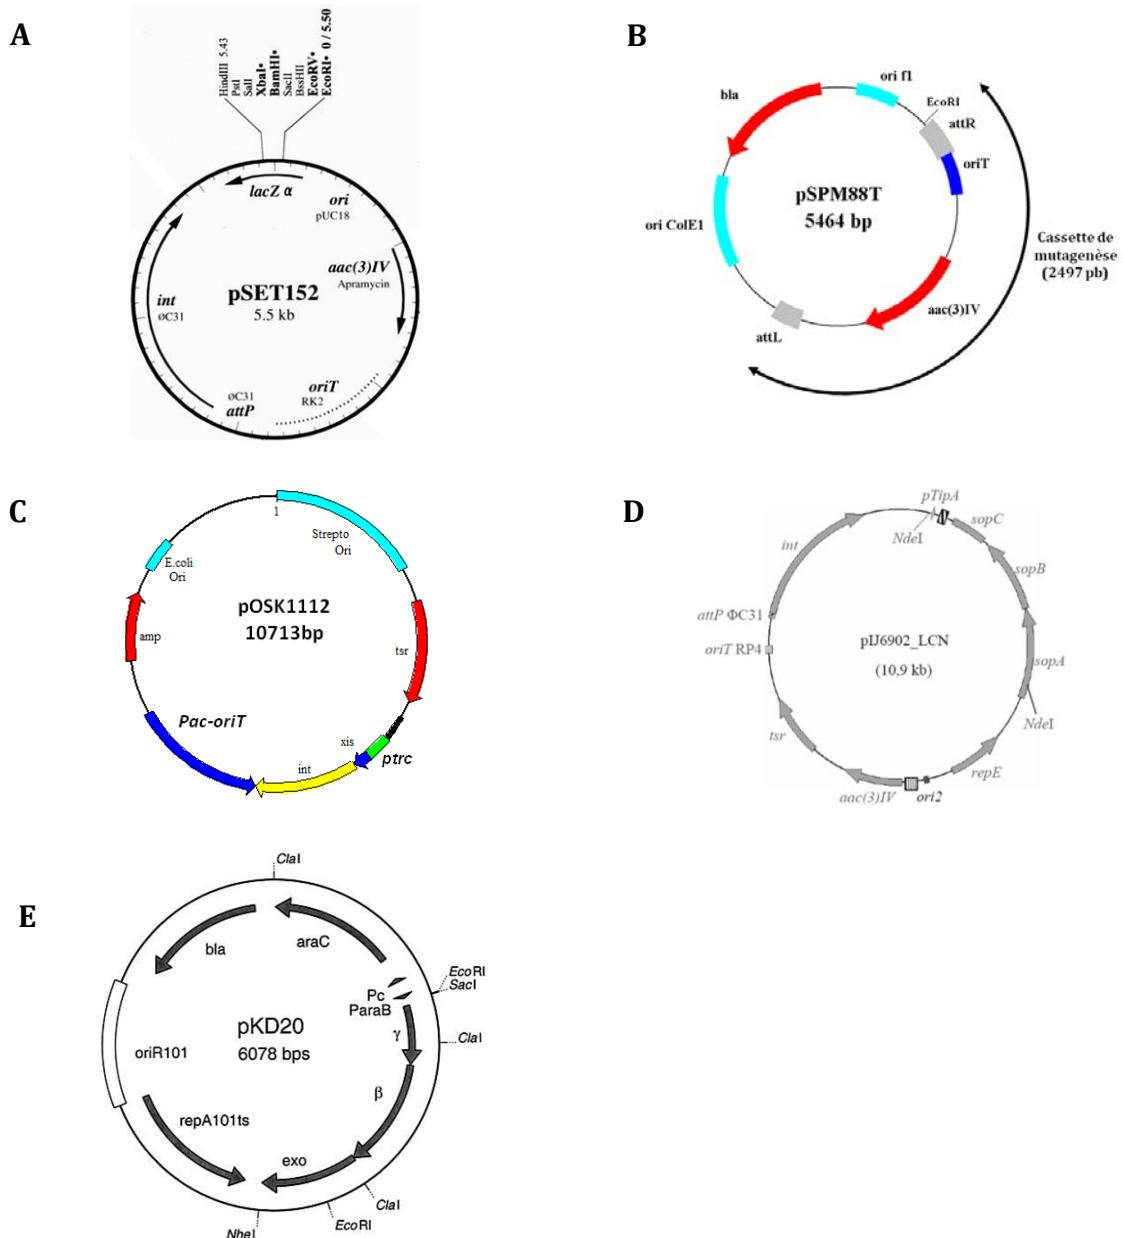 A
HindIII 5.43
PstI
SalI
XbaI•
BamHI•
SacII
BssHII
EcoRV•
EcoRI• 0 / 5.50
lacZ α
ori
pUC18
aac(3)IV
Apramycin
pSET152
5.5 kb
int
øC31
oriT
RK2
øC31
attP
B
ori f1
bla
EcoRI
attR
oriT
pSPM88T
5464 bp
ori ColE1
Cassette de
mutagenèse
(2497 pb)
aac(3)IV
attL
C
1
Strepto
Ori
E.coli
Ori
pOSK1112
10713bp
amp
tsr
Pac-oriT
xis
ptrc
int
D
pTipA
sopC
NdeI
int
sopB
attP ΦC31
oriT RP4
pIJ6902_LCN
(10,9 kb)
sopA
NdeI
tsr
repE
aac(3)IV
ori2
E
ClaI
bla
araC
EcoRI
SacI
Pc
ParaB
pKD20
6078 bps
γ
ClaI
oriR101
β
repA101ts
exo
ClaI
EcoRI
NheI